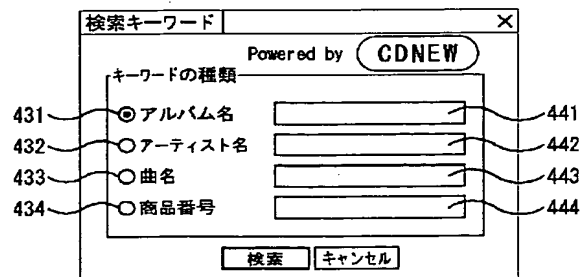 検索キーワード ×
Powered by CDNEW
キーワードの種類
431 アルバム名 441
432 アーティスト名 442
433 曲名 443
434 商品番号 444
検索 キャンセル